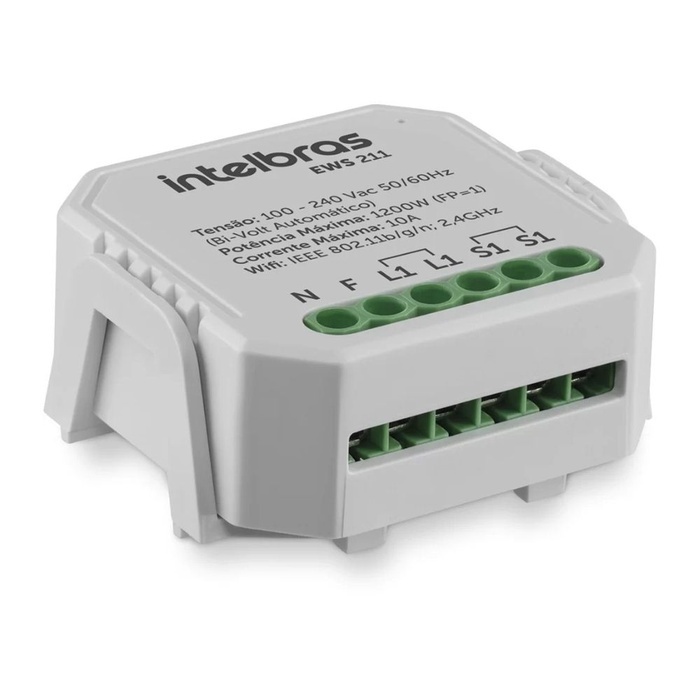 intelbras
EWS 211
Tensão: 100 - 240 Vac 50/60Hz
(Bi-Volt Automático)
Potência Máxima: 1200W (FP=1)
Corrente Máxima: 10A
Wifi: IEEE 802.11b/g/n; 2,4GHz
N F L1 L1 S1 S1